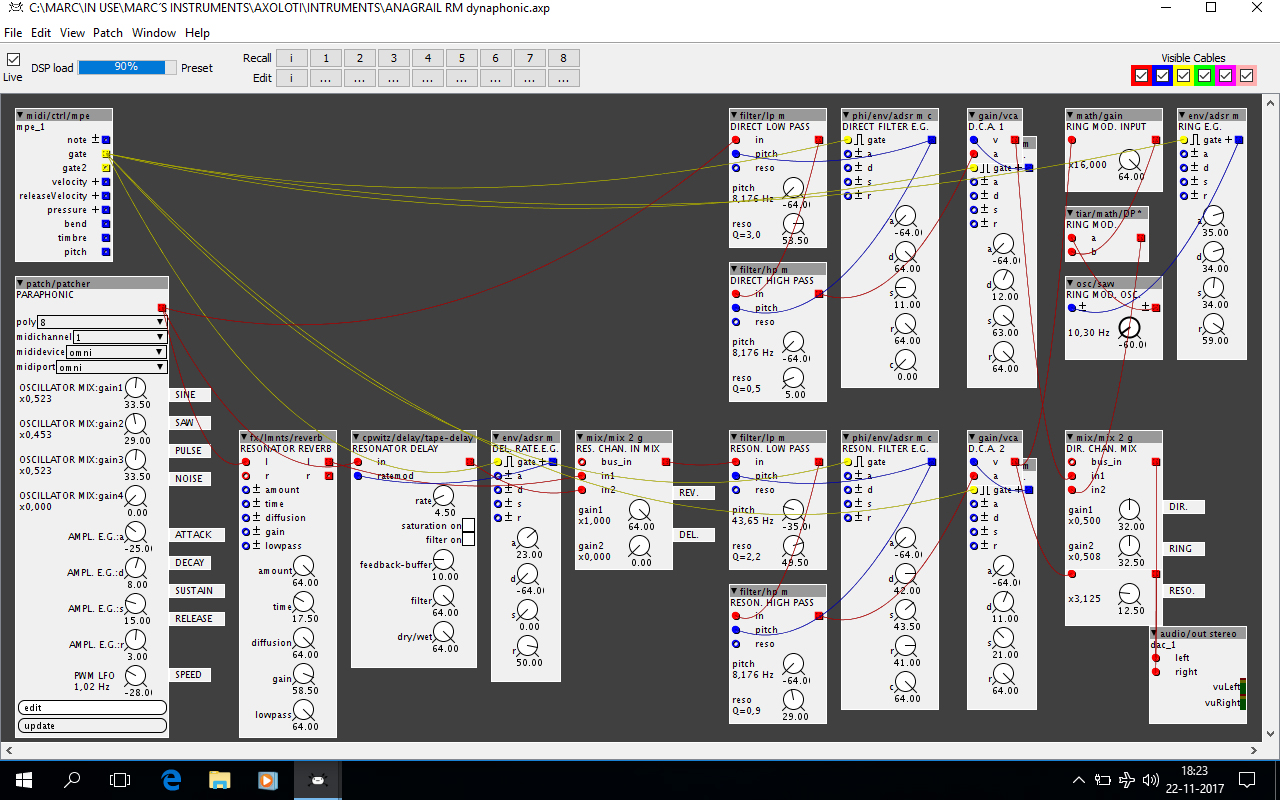 C:\MARC\IN USE\MARC´S INSTRUMENTS\AXOLOTI\INTRUMENTS\ANAGRAIL RM dynaphonic.axp
File Edit View Patch Window Help
Live
DSP load 90% Preset
Recall i 1 2 3 4 5 6 7 8
Edit i ... ... ... ... ... ... ... ...
Visible Cables
midi/ctrl/mpe
mpe_1
note ±
gate
gate2
velocity +
releaseVelocity +
pressure +
bend
timbre
pitch
patch/patcher
PARAPHONIC
poly 8
midichannel 1
mididevice omni
midiport omni
OSCILLATOR MIX:gain1
x0,523
33.50
SINE
OSCILLATOR MIX:gain2
x0,453
29.00
SAW
OSCILLATOR MIX:gain3
x0,523
33.50
PULSE
OSCILLATOR MIX:gain4
x0,000
0.00
NOISE
AMPL. E.G.:a
-25.0
ATTACK
AMPL. E.G.:d
8.00
DECAY
AMPL. E.G.:s
15.00
SUSTAIN
AMPL. E.G.:r
3.00
RELEASE
PWM LFO
1,02 Hz
-28.0
SPEED
edit
update
fx/lmnts/reverb
RESONATOR REVERB
l l
r r
± amount
± time
± diffusion
± gain
± lowpass
amount
64.00
time
17.50
diffusion
64.00
gain
58.50
lowpass
64.00
cpwitz/delay/tape-delay
RESONATOR DELAY
in
ratemod
rate
4.50
saturation on
filter on
feedback-buffer
10.00
filter
64.00
dry/wet
64.00
env/adsr m
DEL.RATE.E.G.
gate +
± a
± d
± s
± r
a
23.00
d
-64.0
s
0.00
r
50.00
mix/mix 2 g
RES. CHAN. IN MIX
bus_in
in1
in2
gain1
x1,000
64.00
gain2
x0,000
0.00
REV.
DEL.
filter/lp m
DIRECT LOW PASS
in
pitch
reso
pitch
8,176 Hz
-64.0
reso
Q=3,0
53.50
filter/hp m
DIRECT HIGH PASS
in
pitch
reso
pitch
8,176 Hz
-64.0
reso
Q=0,5
5.00
phi/env/adsr m c
DIRECT FILTER E.G.
gate
± a
± d
± s
± r
a
-64.0
d
64.00
s
11.00
r
64.00
c
0.00
gain/vca
D.C.A. 1
v
m
gate +
± a
± d
± s
± r
a
-64.0
d
12.00
s
63.00
r
64.00
math/gain
RING MOD. INPUT
x16,000
64.00
tiar/math/DP *
RING MOD.
a
b
osc/saw
RING MOD. OSC.
± ±
10,30 Hz
-60.0
env/adsr m
RING E.G.
gate +
± a
± d
± s
± r
a
35.00
d
34.00
s
34.00
r
59.00
filter/lp m
RESON. LOW PASS
in
pitch
reso
pitch
43,65 Hz
-35.0
reso
Q=2,2
49.50
filter/hp m
RESON. HIGH PASS
in
pitch
reso
pitch
8,176 Hz
-64.0
reso
Q=0,9
29.00
phi/env/adsr m c
RESON. FILTER E.G.
gate
± a
± d
± s
± r
a
-64.0
d
42.00
s
43.50
r
41.00
c
64.00
gain/vca
D.C.A. 2
v
m
gate +
± a
± d
± s
± r
a
-64.0
d
11.00
s
21.00
r
64.00
mix/mix 2 g
DIR. CHAN. MIX
bus_in
in1
in2
gain1
x0,500
32.00
DIR.
gain2
x0,508
32.50
RING
x3,125
12.50
RESO.
audio/out stereo
dac_1
left
right
vuLeft
vuRight
18:23
22-11-2017